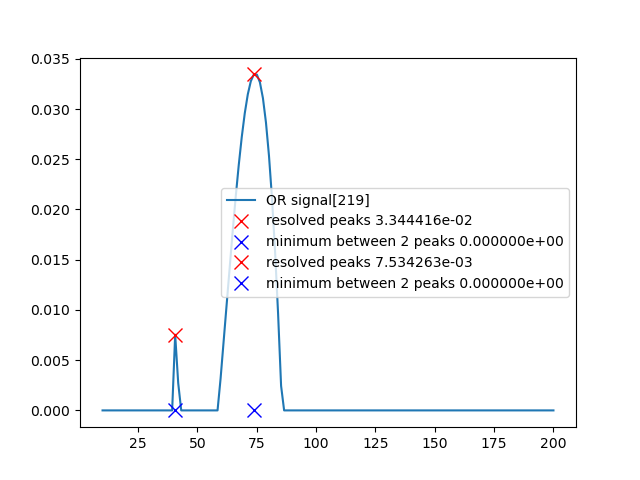 0.035
0.030
0.025
0.020
0.015
0.010
0.005
0.000
OR signal[219]
resolved peaks 3.344416e-02
minimum between 2 peaks 0.000000e+00
resolved peaks 7.534263e-03
minimum between 2 peaks 0.000000e+00
25 50 75 100 125 150 175 200